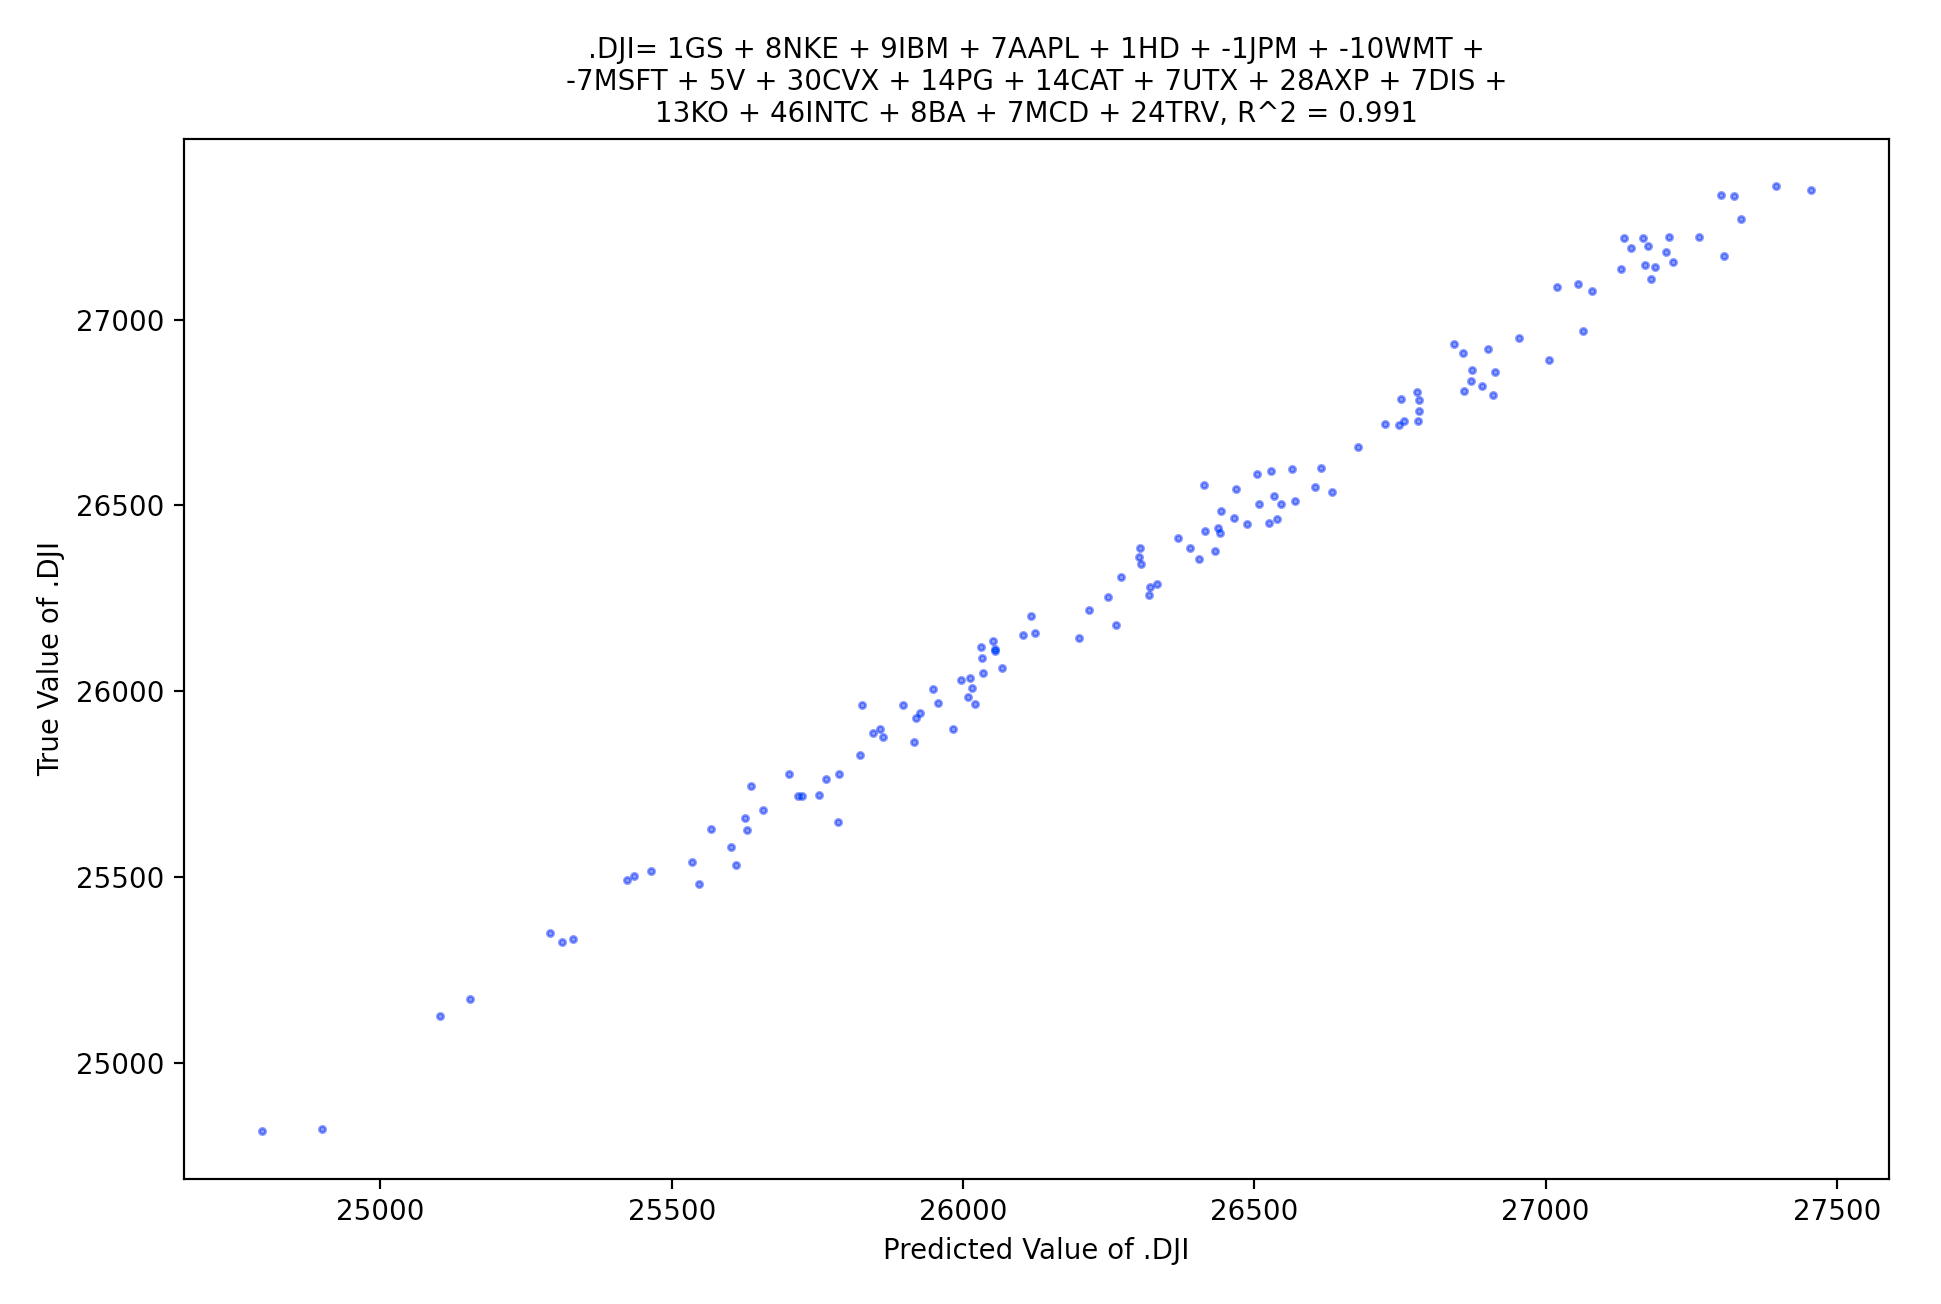 .DJI= 1GS + 8NKE + 9IBM + 7AAPL + 1HD + -1JPM + -10WMT +
-7MSFT + 5V + 30CVX + 14PG + 14CAT + 7UTX + 28AXP + 7DIS +
13KO + 46INTC + 8BA + 7MCD + 24TRV, R^2 = 0.991
27000
26500
26000
25500
25000
True Value of .DJI
25000
25500
26000
26500
27000
27500
Predicted Value of .DJI